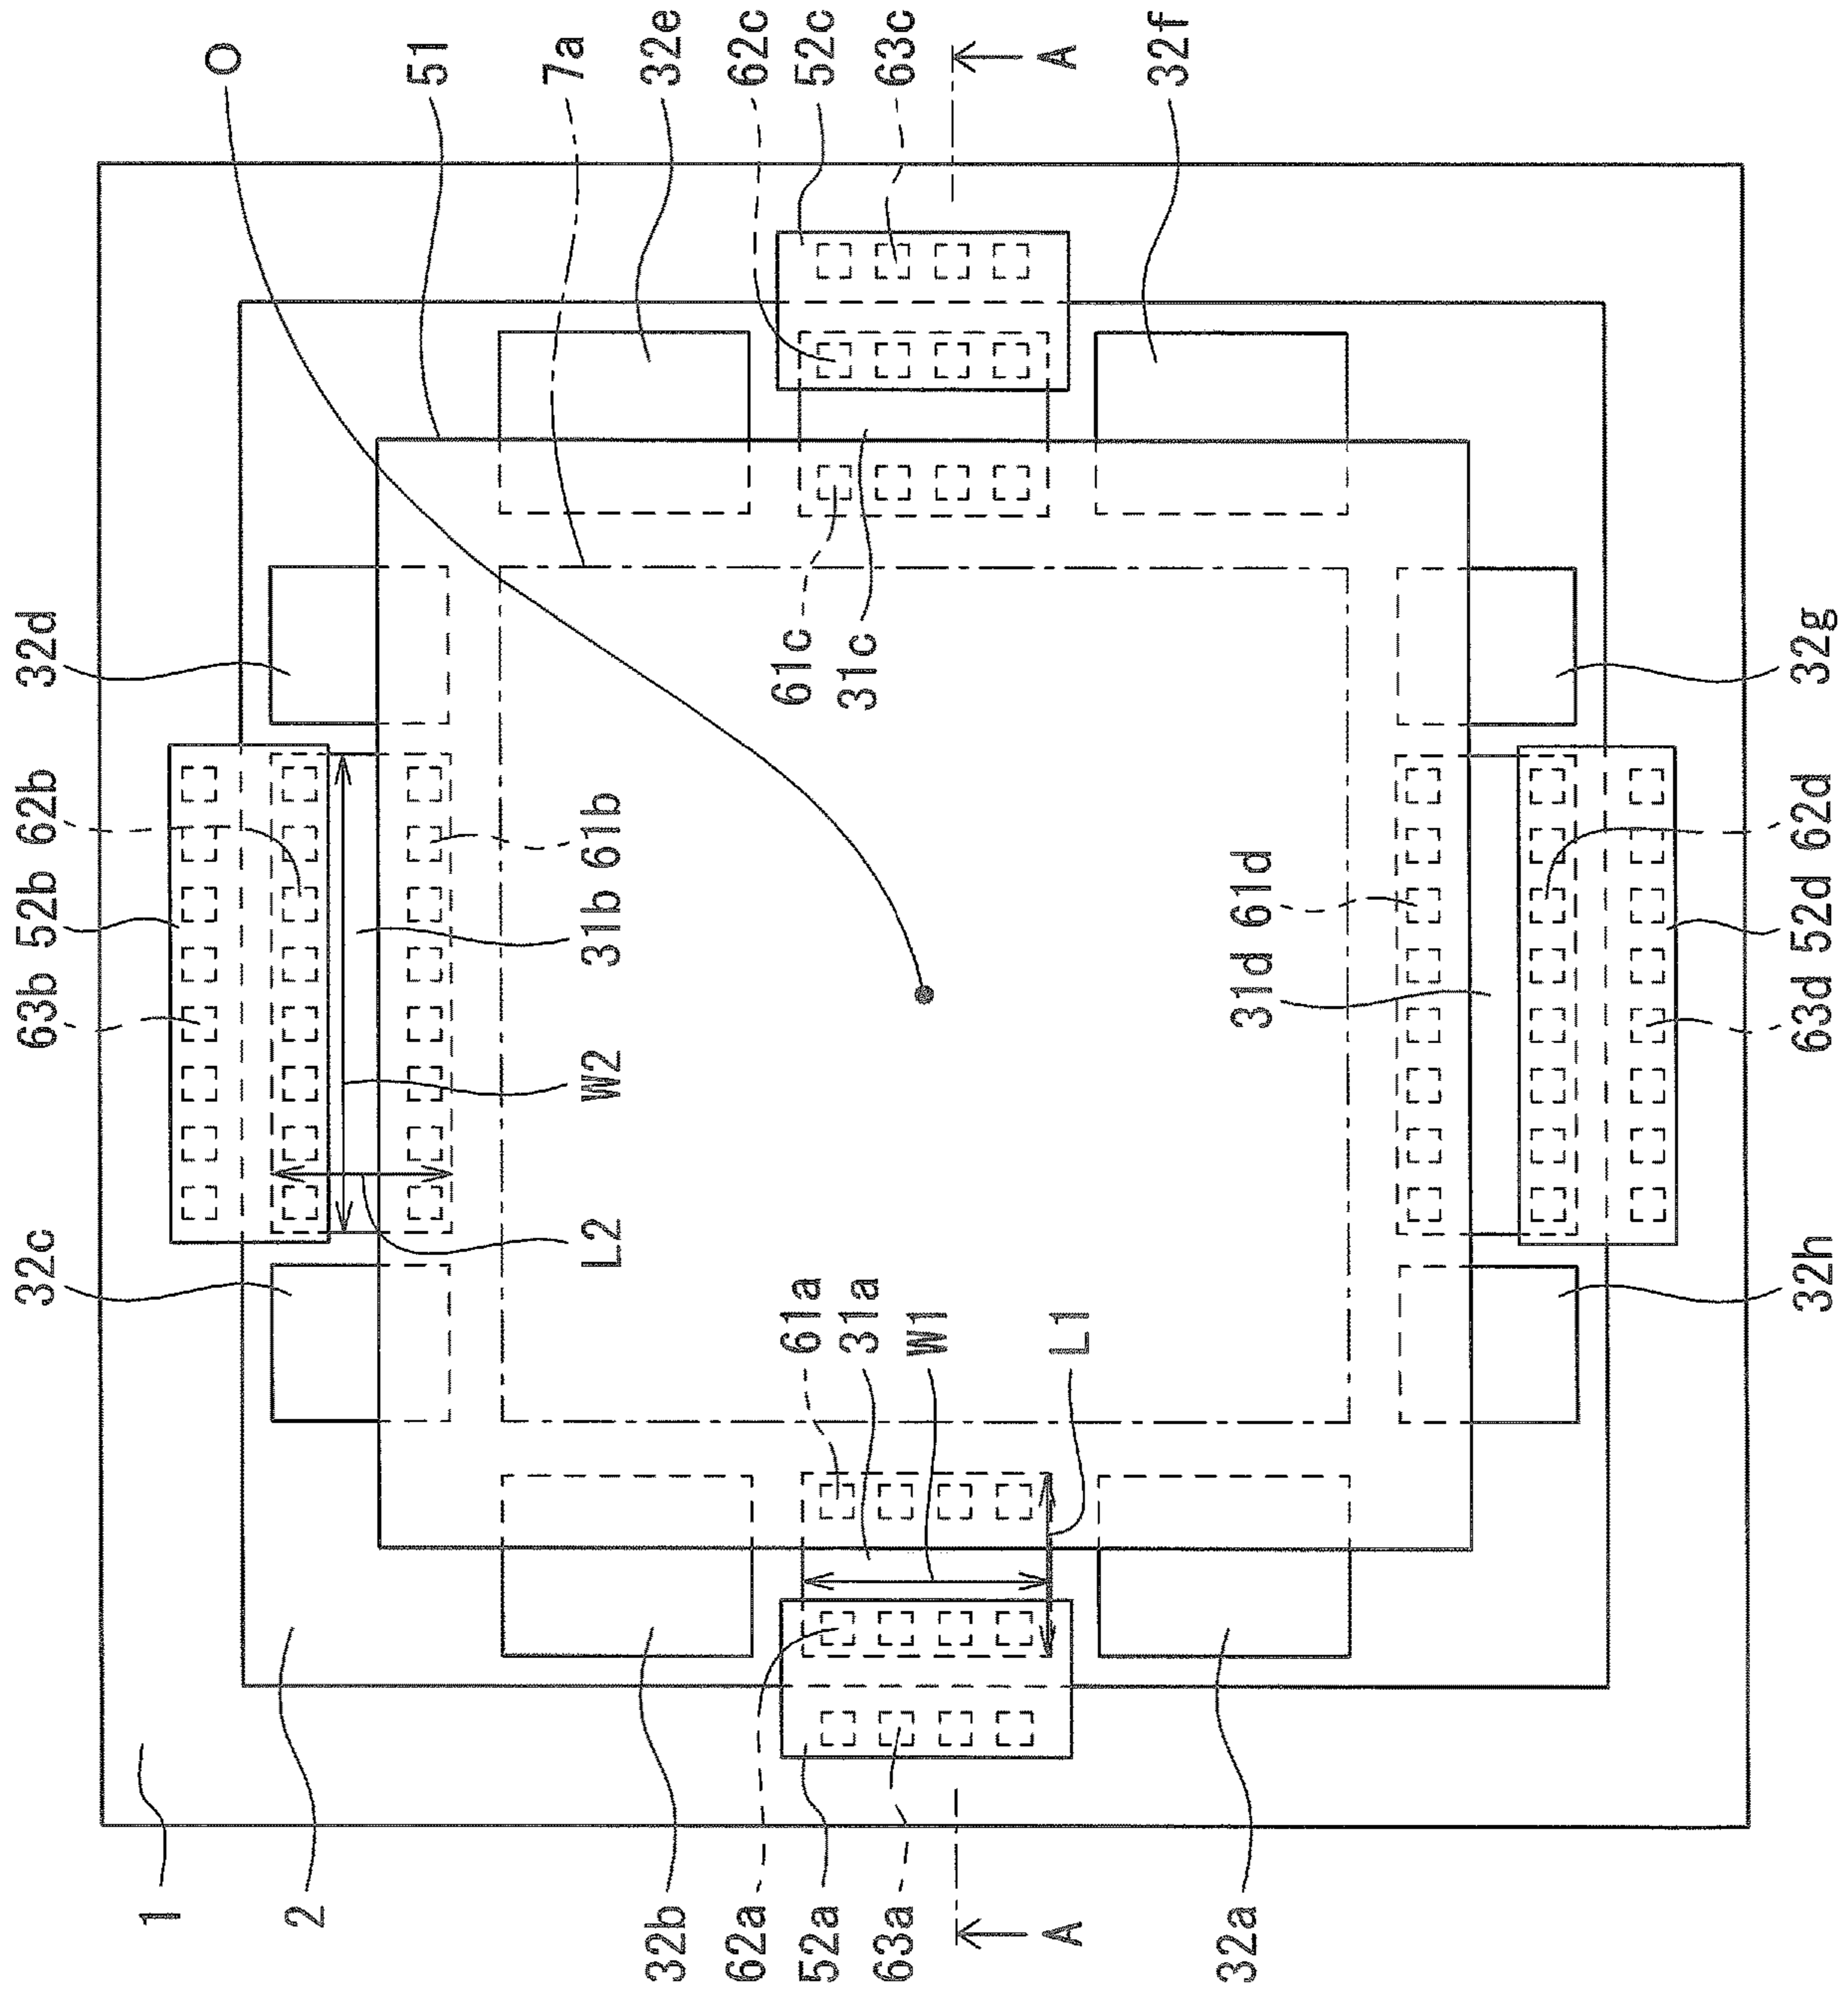 32c 63b 52b 62b 32d
1
O
2
51
7a
L2 W2 31b 61b
32b 32e
62a 62c
61a 61c
52a 52c
31a 31c
63a 63c
W1
A A
L1
32a 32f
31d 61d
32h 63d 52d 62d 32g